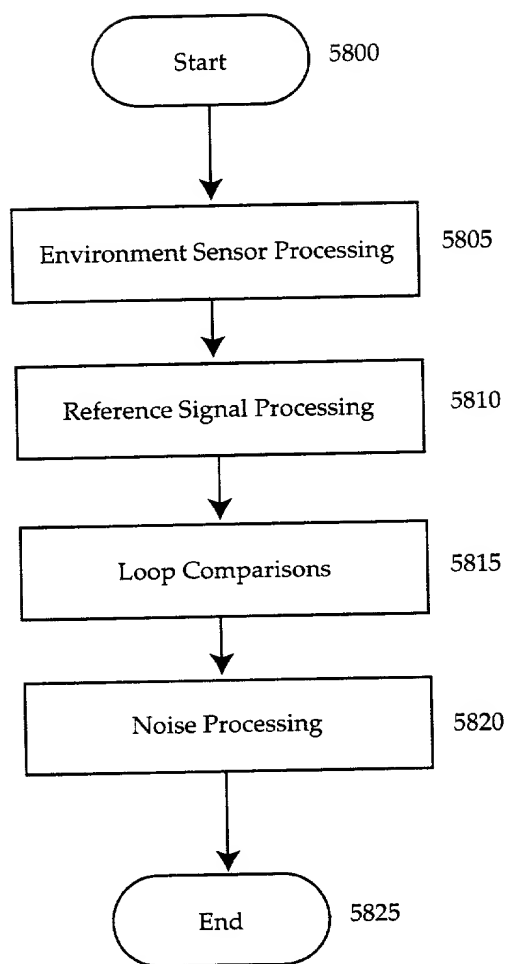 Start 5800
Environment Sensor Processing 5805
Reference Signal Processing 5810
Loop Comparisons 5815
Noise Processing 5820
End 5825